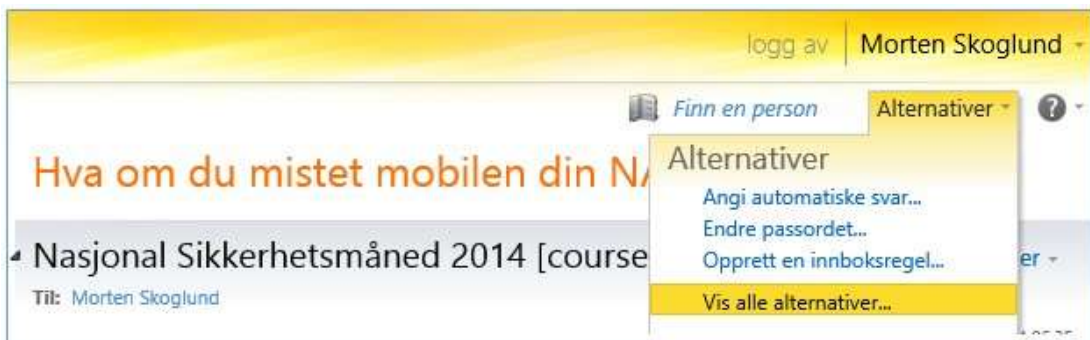 logg av Morten Skoglund
Finn en person Alternativer ?
Alternativer
Hva om du mistet mobilen din
Angi automatiske svar...
Endre passordet...
Nasjonal Sikkerhetsmåned 2014 [course
Opprett en innboksregel...
Til: Morten Skoglund
Vis alle alternativer...